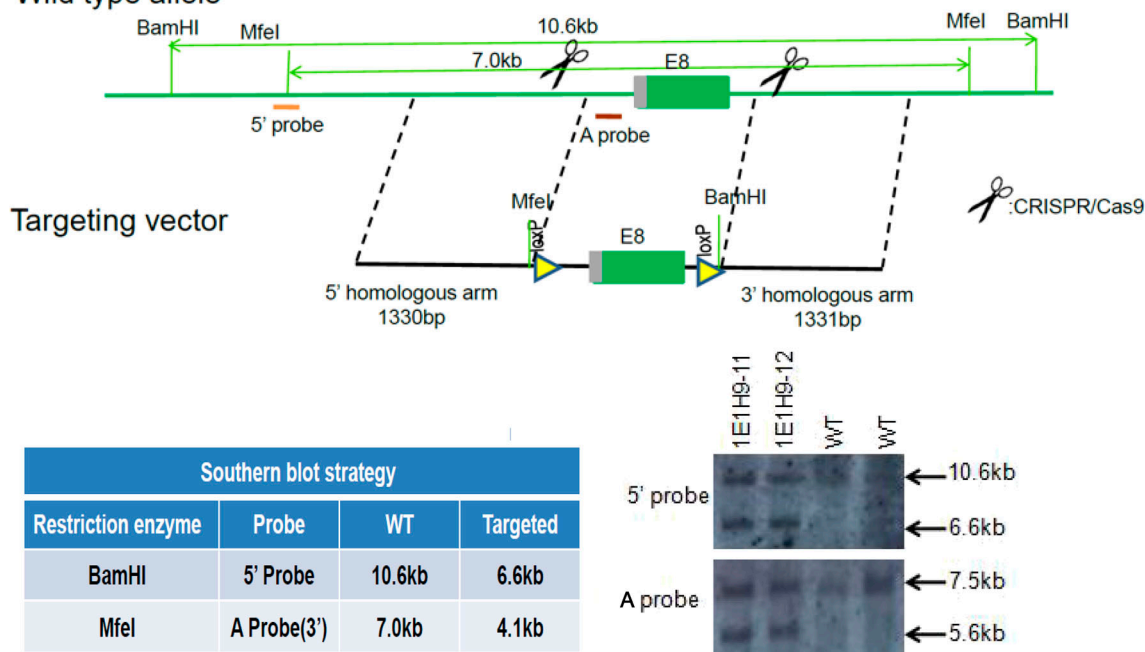 Wild type allele
BamHI MfeI 10.6kb MfeI BamHI
7.0kb E8
5' probe A probe
Targeting vector
MfeI loxP E8 loxP BamHI
:CRISPR/Cas9
5' homologous arm
1330bp
3' homologous arm
1331bp
Southern blot strategy
Restriction enzyme Probe WT Targeted
BamHI 5' Probe 10.6kb 6.6kb
MfeI A Probe(3') 7.0kb 4.1kb
1E1H9-11 1E1H9-12 WT WT
5' probe 10.6kb
6.6kb
A probe 7.5kb
5.6kb